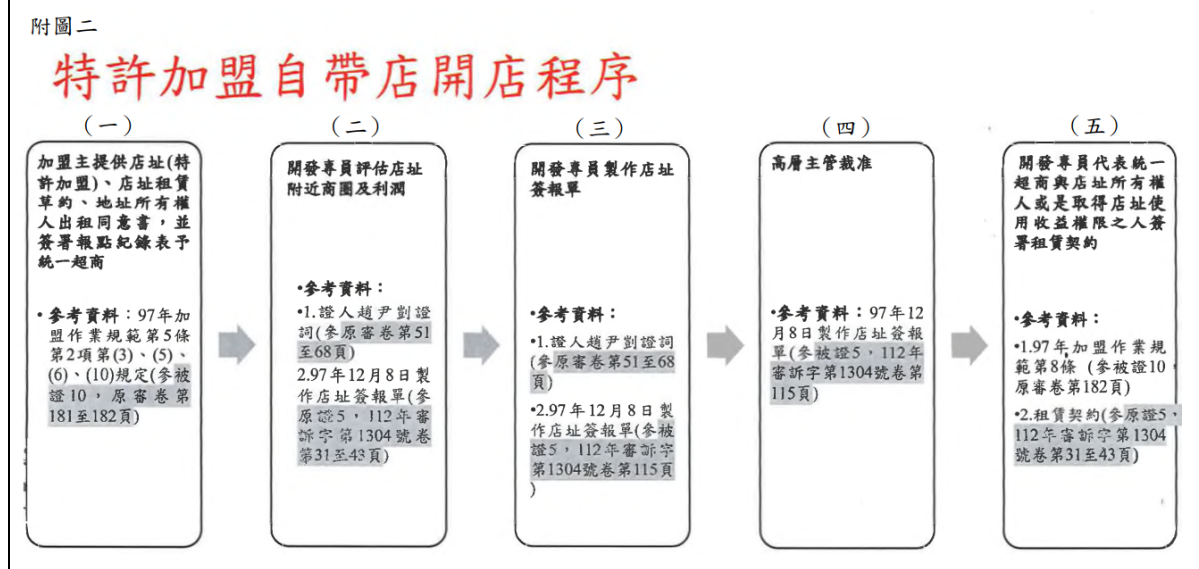 附圖二
特許加盟自帶店開店程序
(一)
加盟主提供店址(特
許加盟)、店址租賃
草約、地址所有權
人出租同意書，並
簽署報點紀錄表予
統一超商
•參考資料：97年加
盟作業規範第5條
第2項第(3)、(5)、
(6)、(10)規定(參被
證10，原審卷第
181至182頁)
(二)
開發專員評估店址
附近商圈及利潤
•參考資料：
•1.證人趙尹剴證
詞(參原審卷第51
至68頁)
2.97年12月8日製
作店址簽報單(參
原證5，112年審
訴字第1304號卷
第31至43頁)
(三)
開發專員製作店址
簽報單
•參考資料：
•1.證人趙尹剴證詞
(參原審卷第51至68
頁)
•2.97年12月8日製
作店址簽報單(參被
證5，112年審訴字
第1304號卷第115頁
)
(四)
高層主管裁准
•參考資料：97年12
月8日製作店址簽報
單(參被證5，112年
審訴字第1304號卷第
115頁)
(五)
開發專員代表統一
超商與店址所有權
人或是取得店址使
用收益權限之人簽
署租賃契約
•參考資料：
•1.97年加盟作業規
範第8條 (參被證10，
原審卷第182頁)
•2.租賃契約(參原證5，
112年審訴字第1304
號卷第31至43頁)